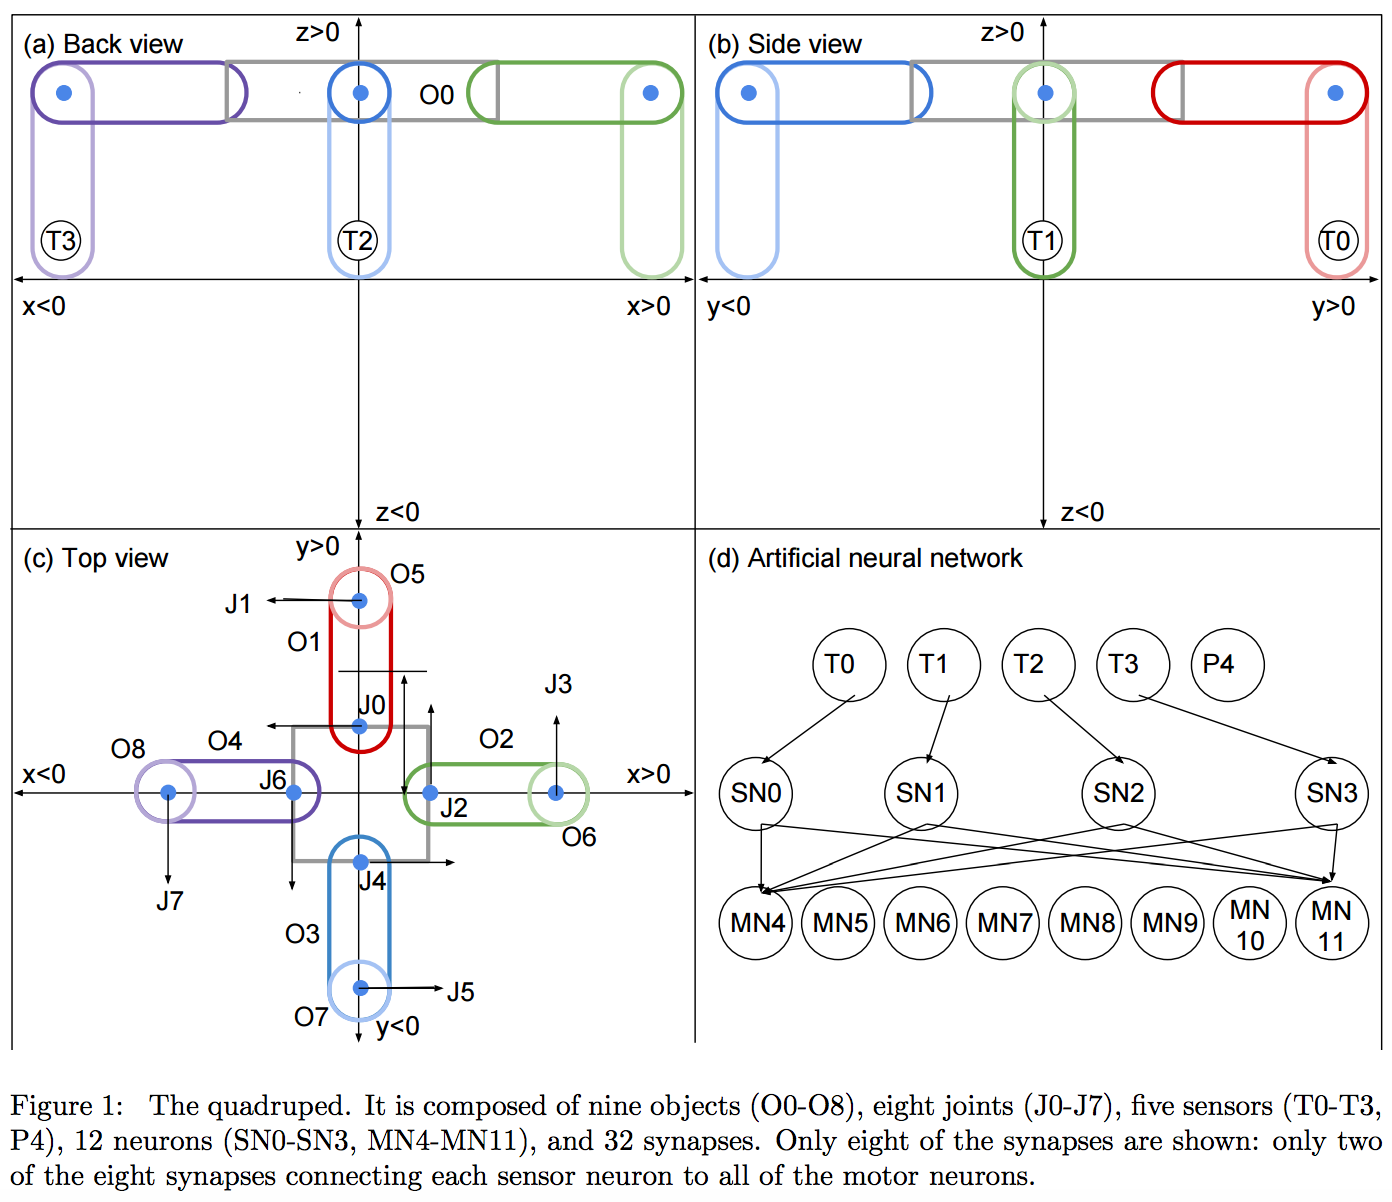 (a) Back view
z>0
O0
T3
T2
x<0
x>0
z<0
(b) Side view
z>0
T1
T0
y<0
y>0
z<0
(c) Top view
y>0
O5
J1
O1
J3
J0
O2
O4
O8
x<0
J6
x>0
J2
O6
J4
J7
O3
J5
O7
y<0
(d) Artificial neural network
T0 T1 T2 T3 P4
SN0 SN1 SN2 SN3
MN4 MN5 MN6 MN7 MN8 MN9 MN 10 MN 11
Figure 1: The quadruped. It is composed of nine objects (O0-O8), eight joints (J0-J7), five sensors (T0-T3,
P4), 12 neurons (SN0-SN3, MN4-MN11), and 32 synapses. Only eight of the synapses are shown: only two
of the eight synapses connecting each sensor neuron to all of the motor neurons.